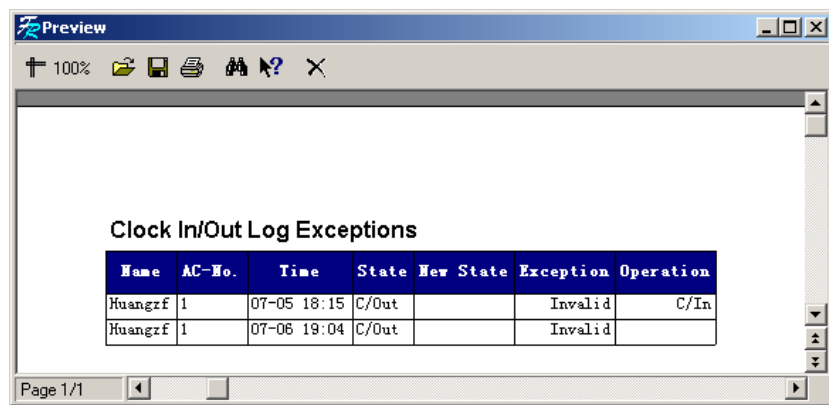 Preview
100%
Clock In/Out Log Exceptions
Name AC-No. Time State New State Exception Operation
Huangzf 1 07-05 18:15 C/Out Invalid C/In
Huangzf 1 07-06 19:04 C/Out Invalid
Page 1/1